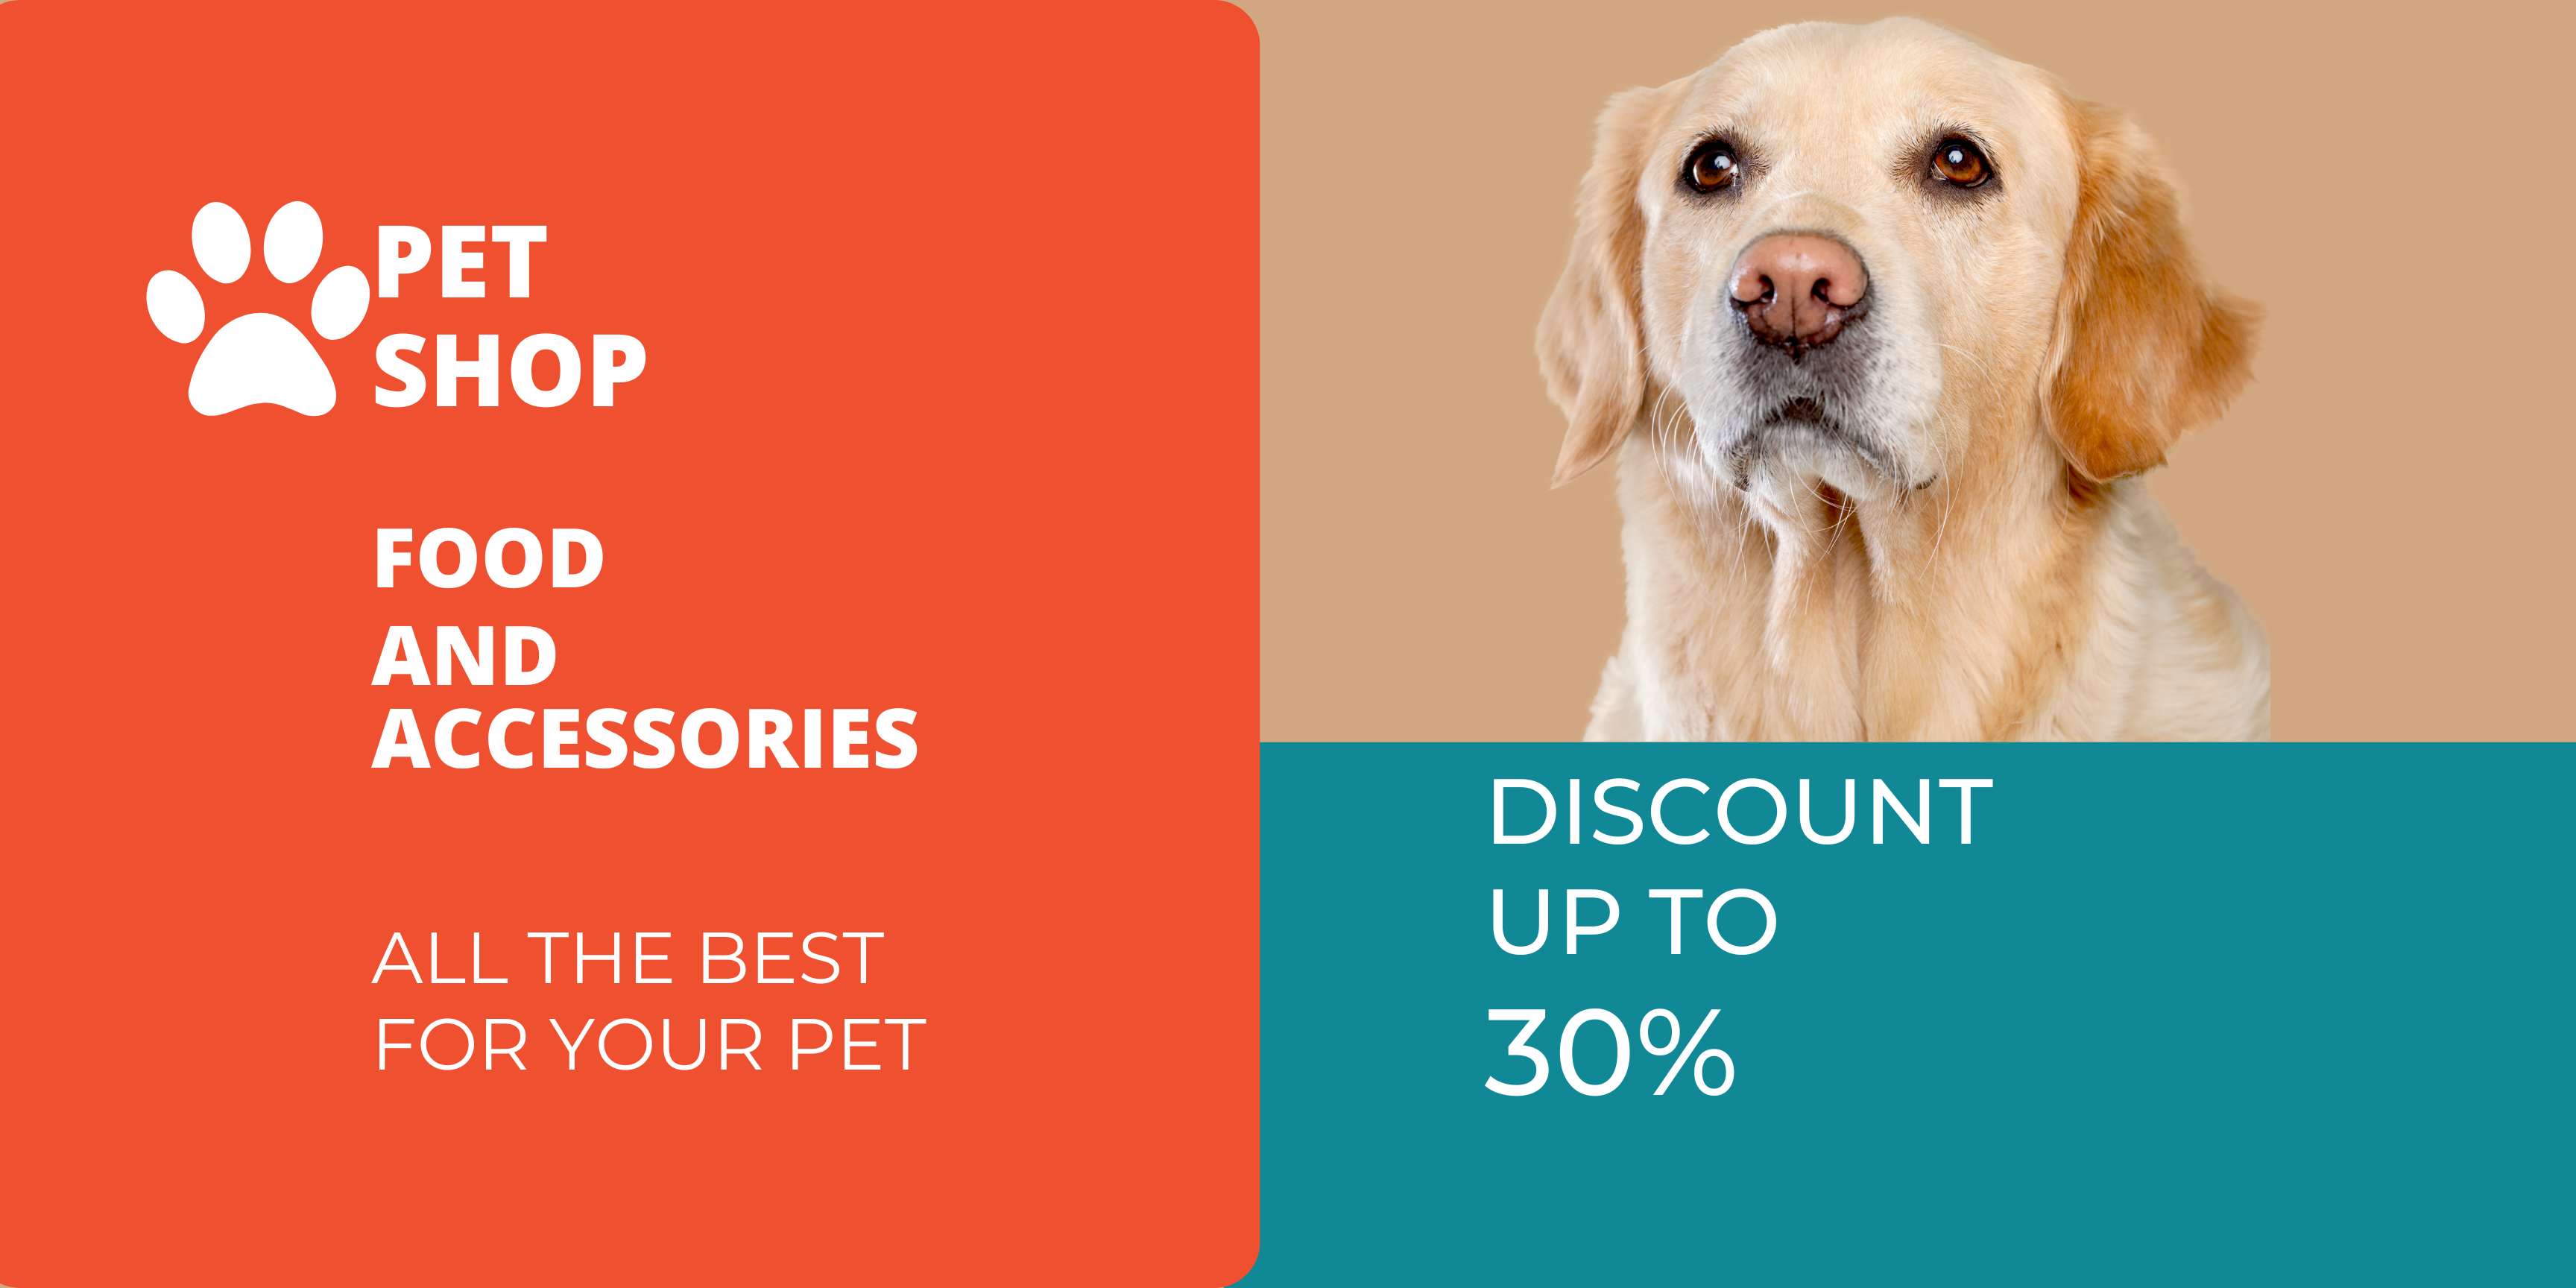 PET
SHOP
FOOD
AND
ACCESSORIES
ALL THE BEST
FOR YOUR PET
DISCOUNT
UP TO
30%